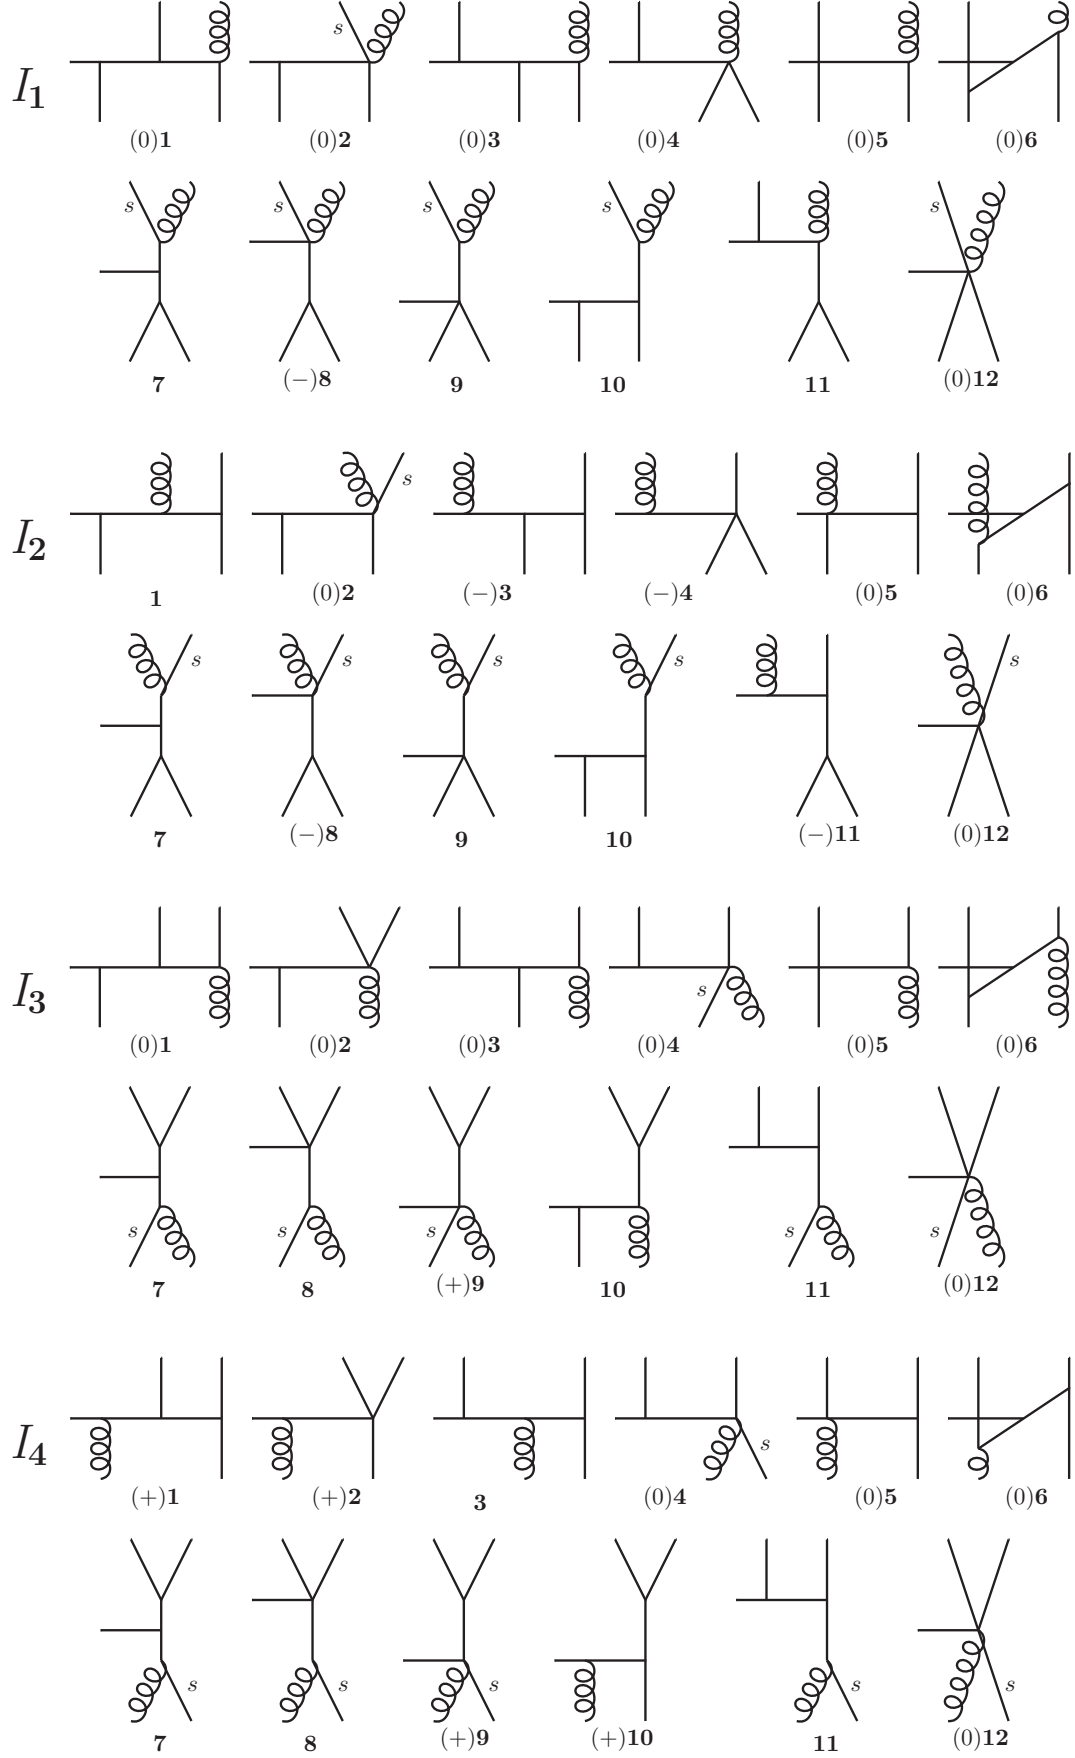 s
I1
(0)1 (0)2 (0)3 (0)4 (0)5 (0)6
s s s s s
7 (−)8 9 10 11 (0)12
s
I2
1 (0)2 (−)3 (−)4 (0)5 (0)6
s s s s s
7 (−)8 9 10 (−)11 (0)12
I3
s
(0)1 (0)2 (0)3 (0)4 (0)5 (0)6
s s s s s
7 8 (+)9 10 11 (0)12
I4
s
(+)1 (+)2 3 (0)4 (0)5 (0)6
s s s s s
7 8 (+)9 (+)10 11 (0)12